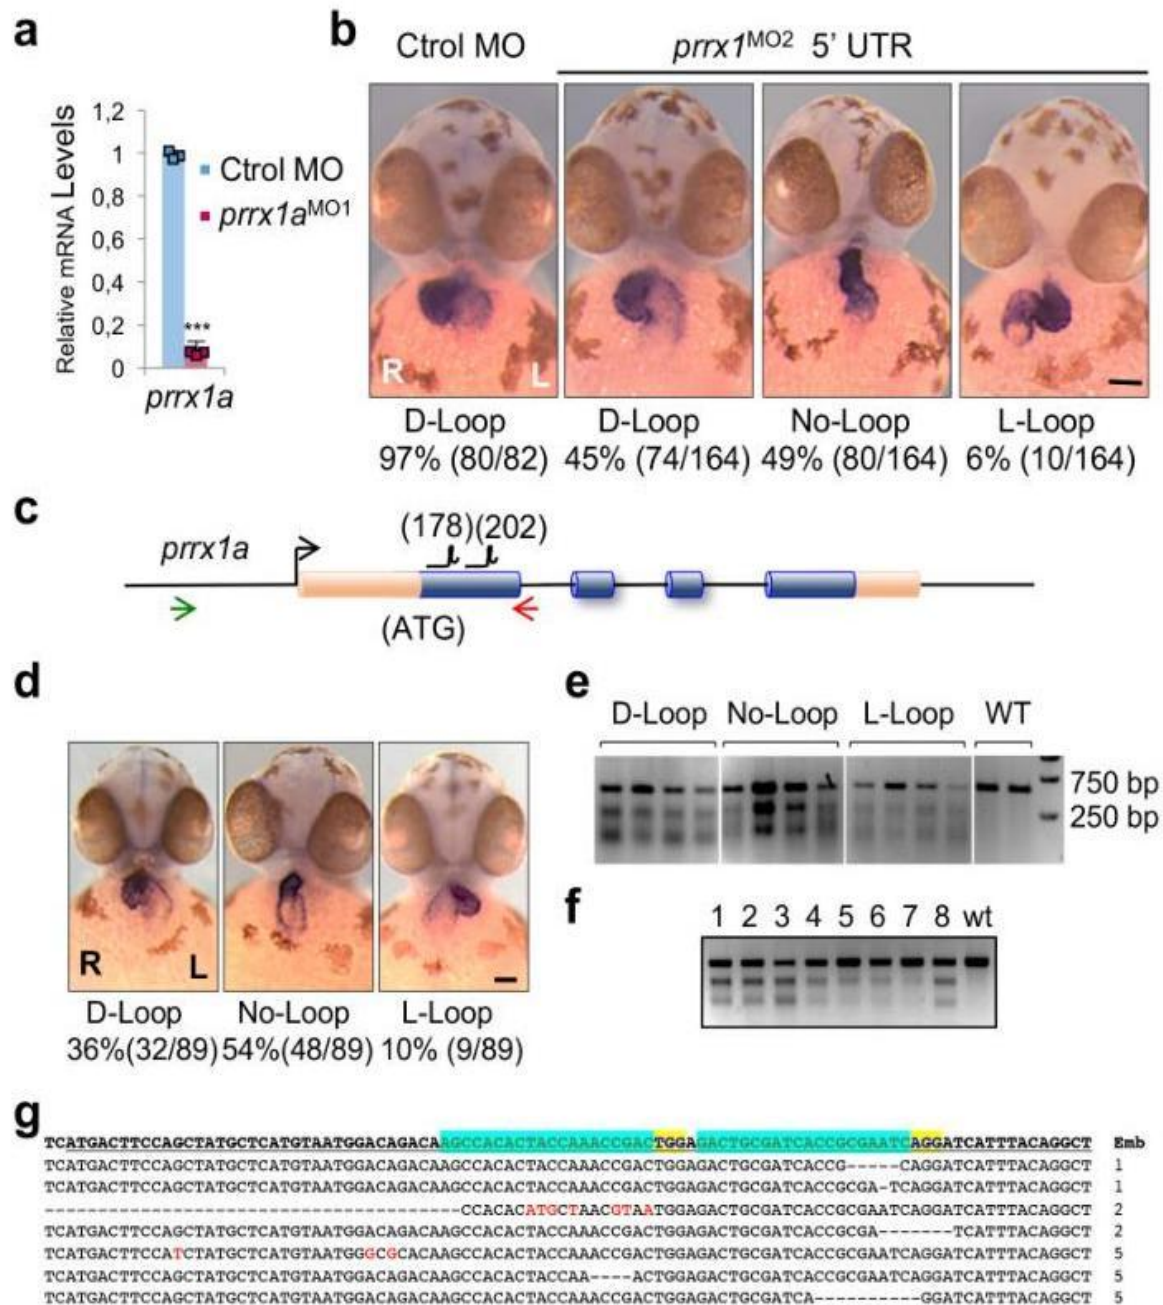 a
Relative mRNA Levels
1,2
1
0,8
0,6
0,4
0,2
0
***
Ctrol MO
prrx1aMO1
prrx1a
b
Ctrol MO
prrx1MO2 5' UTR
R L
D-Loop D-Loop No-Loop L-Loop
97% (80/82) 45% (74/164) 49% (80/164) 6% (10/164)
c
prrx1a
(178)(202)
(ATG)
d
R L
D-Loop No-Loop L-Loop
36%(32/89) 54%(48/89) 10% (9/89)
e
D-Loop No-Loop L-Loop WT
750 bp
250 bp
f
1 2 3 4 5 6 7 8 wt
g
TCATGACTTCCAGCTATGCTCATGTAATGGACAGACAAGCCACACTACCAAACCGACTGGAGACTGCGATCACCGCGAATCAGGATCATTTACAGGCT Emb
TCATGACTTCCAGCTATGCTCATGTAATGGACAGACAAGCCACACTACCAAACCGACTGGAGACTGCGATCACCG-----CAGGATCATTTACAGGCT 1
TCATGACTTCCAGCTATGCTCATGTAATGGACAGACAAGCCACACTACCAAACCGACTGGAGACTGCGATCACCGCGA-TCAGGATCATTTACAGGCT 1
---------------------------------------CCACACATGCTAACGTAATGGAGACTGCGATCACCGCGAATCAGGATCATTTACAGGCT 2
TCATGACTTCCAGCTATGCTCATGTAATGGACAGACAAGCCACACTACCAAACCGACTGGAGACTGCGATCACCGCGA-------TCATTTACAGGCT 2
TCATGACTTCCATCTATGCTCATGTAATGGGCGCACAAGCCACACTACCAAACCGACTGGAGACTGCGATCACCGCGAATCAGGATCATTTACAGGCT 5
TCATGACTTCCAGCTATGCTCATGTAATGGACAGACAAGCCACACTACCAA----ACTGGAGACTGCGATCACCGCGAATCAGGATCATTTACAGGCT 5
TCATGACTTCCAGCTATGCTCATGTAATGGACAGACAAGCCACACTACCAAACCGACTGGAGACTGCGATCA----------GGATCATTTACAGGCT 5